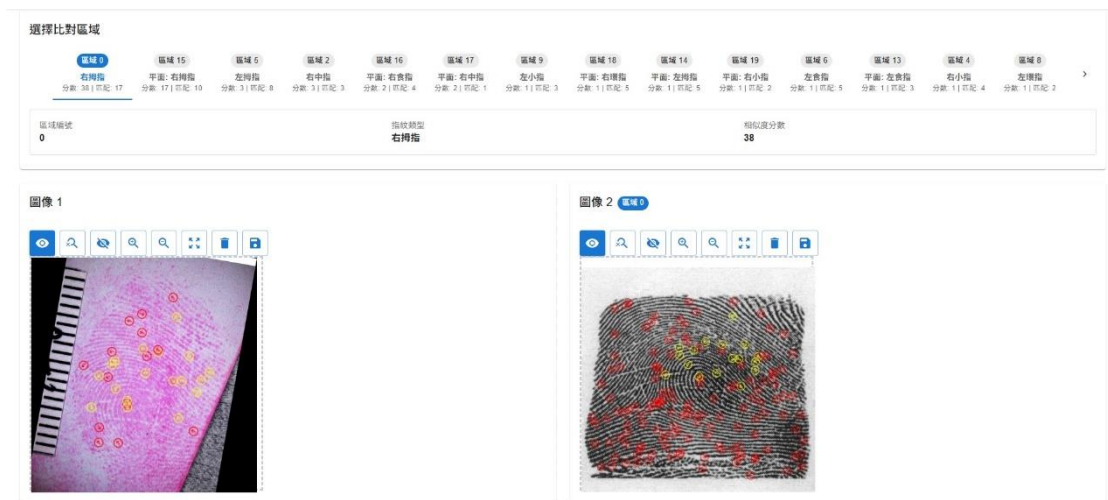 選擇比對區域
區域 0 區域 15 區域 5 區域 2 區域 16 區域 17 區域 9 區域 18 區域 14 區域 19 區域 6 區域 13 區域 4 區域 8
右拇指 平面: 右拇指 左拇指 右中指 平面: 右食指 平面: 右中指 左小指 平面: 右環指 平面: 左拇指 平面: 右小指 左食指 平面: 左食指 右小指 左環指
分數: 38 | 匹配: 17 分數: 17 | 匹配: 10 分數: 3 | 匹配: 8 分數: 3 | 匹配: 3 分數: 2 | 匹配: 4 分數: 2 | 匹配: 1 分數: 1 | 匹配: 3 分數: 1 | 匹配: 5 分數: 1 | 匹配: 5 分數: 1 | 匹配: 2 分數: 1 | 匹配: 5 分數: 1 | 匹配: 3 分數: 1 | 匹配: 4 分數: 1 | 匹配: 2
區域編號 指紋類型 相似度分數
0 右拇指 38
圖像 1 圖像 2 區域 0